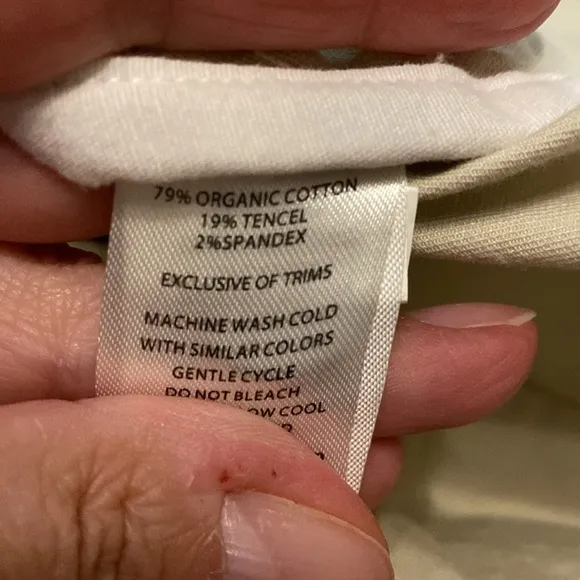 79% ORGANIC COTTON
19% TENCEL
2%SPANDEX
EXCLUSIVE OF TRIMS
MACHINE WASH COLD
WITH SIMILAR COLORS
GENTLE CYCLE
DO NOT BLEACH
COOL